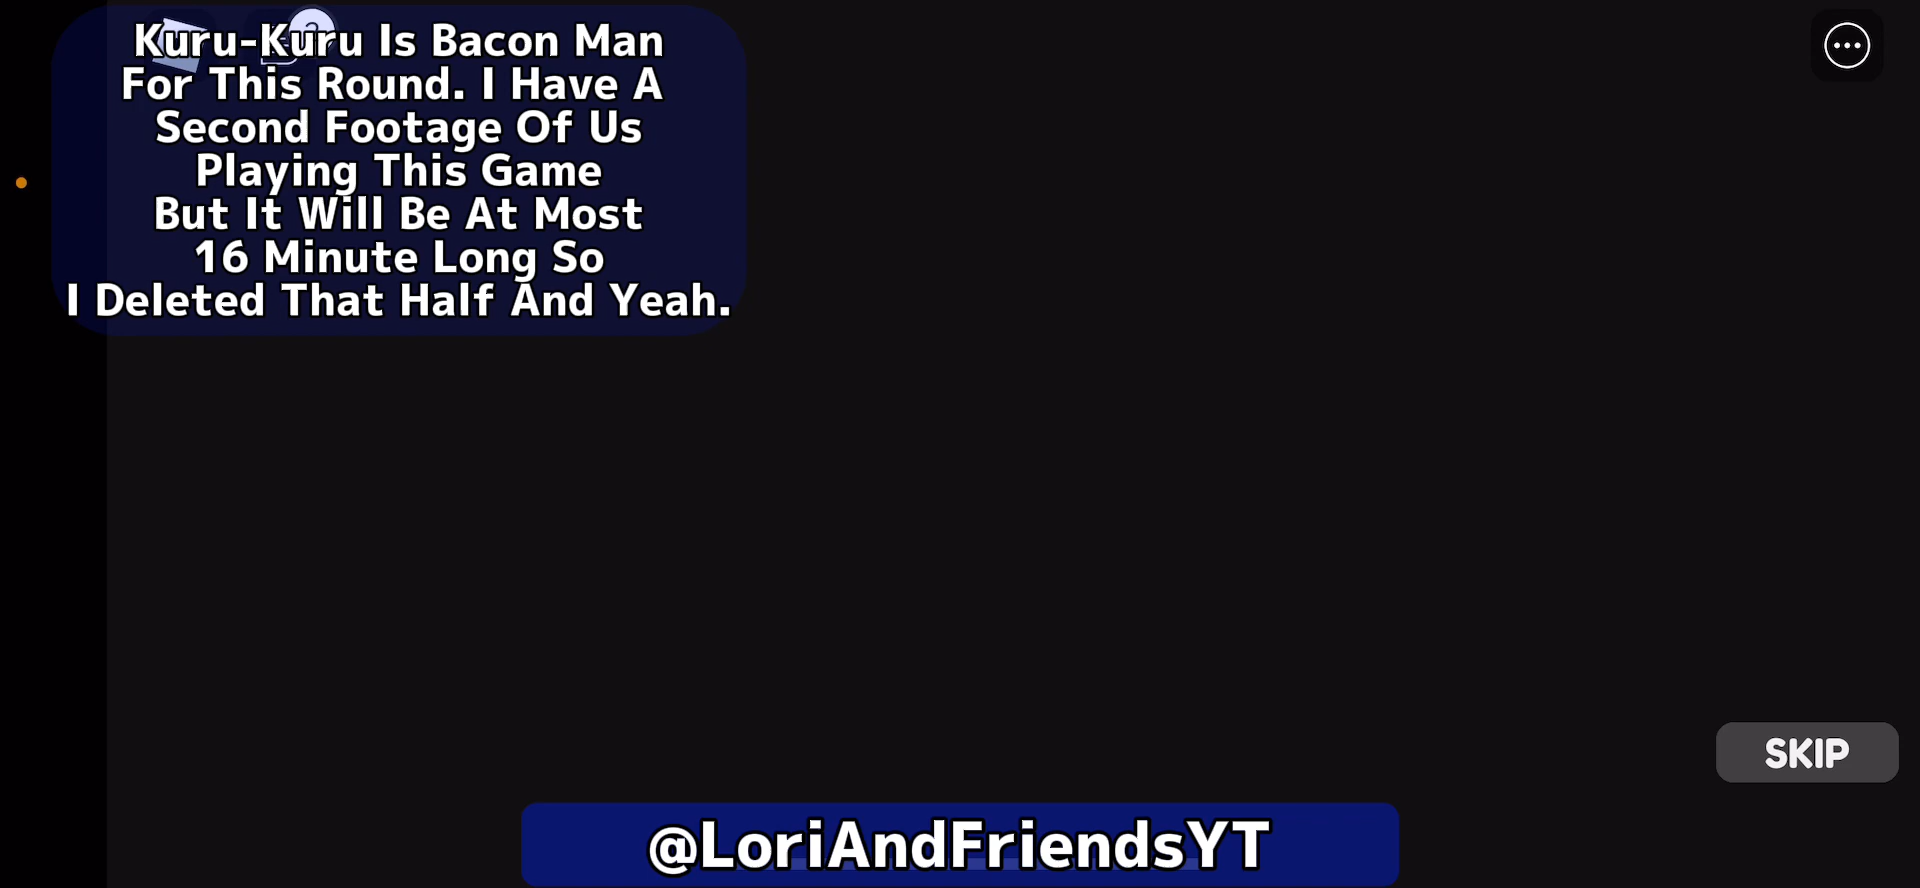 Kuru-Kuru Is Bacon Man
For This Round. I Have A
Second Footage Of Us
Playing This Game
But It Will Be At Most
16 Minute Long So
I Deleted That Half And Yeah.
SKIP
@LoriAndFriendsYT